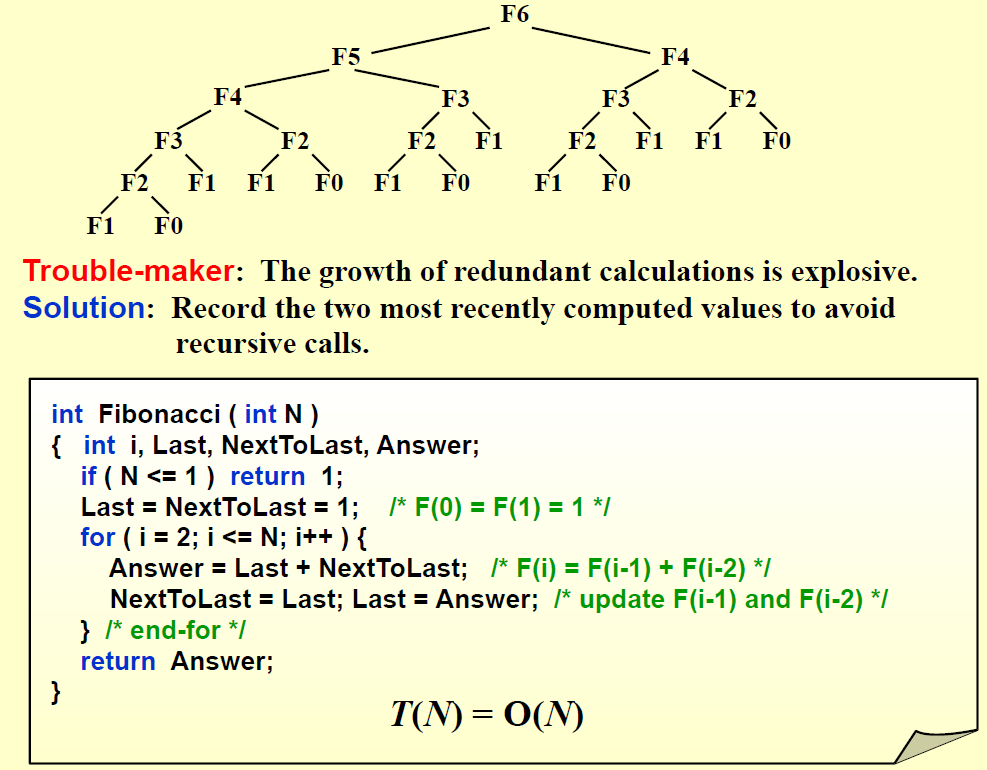 F6
F5 F4
F4 F3 F3 F2
F3 F2 F2 F1 F2 F1 F1 F0
F2 F1 F1 F0 F1 F0 F1 F0
F1 F0
Trouble-maker: The growth of redundant calculations is explosive.
Solution: Record the two most recently computed values to avoid
recursive calls.
int Fibonacci ( int N )
{ int i, Last, NextToLast, Answer;
if ( N <= 1 ) return 1;
Last = NextToLast = 1; /* F(0) = F(1) = 1 */
for ( i = 2; i <= N; i++ ) {
Answer = Last + NextToLast; /* F(i) = F(i-1) + F(i-2) */
NextToLast = Last; Last = Answer; /* update F(i-1) and F(i-2) */
} /* end-for */
return Answer;
}
T(N) = O(N)